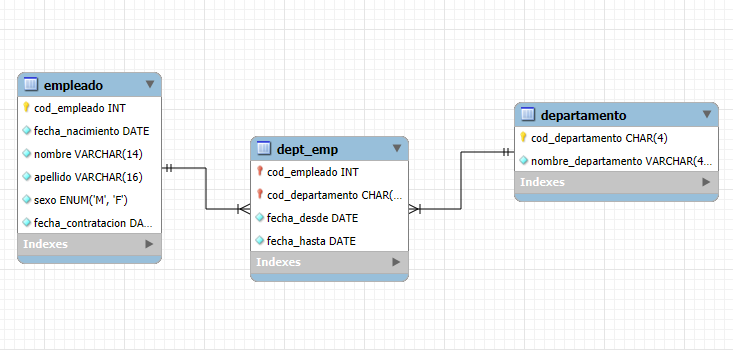 empleado
cod_empleado INT
fecha_nacimiento DATE
nombre VARCHAR(14)
apellido VARCHAR(16)
sexo ENUM('M', 'F')
fecha_contratacion DA...
Indexes
dept_emp
cod_empleado INT
cod_departamento CHAR(...
fecha_desde DATE
fecha_hasta DATE
Indexes
departamento
cod_departamento CHAR(4)
nombre_departamento VARCHAR(4...
Indexes